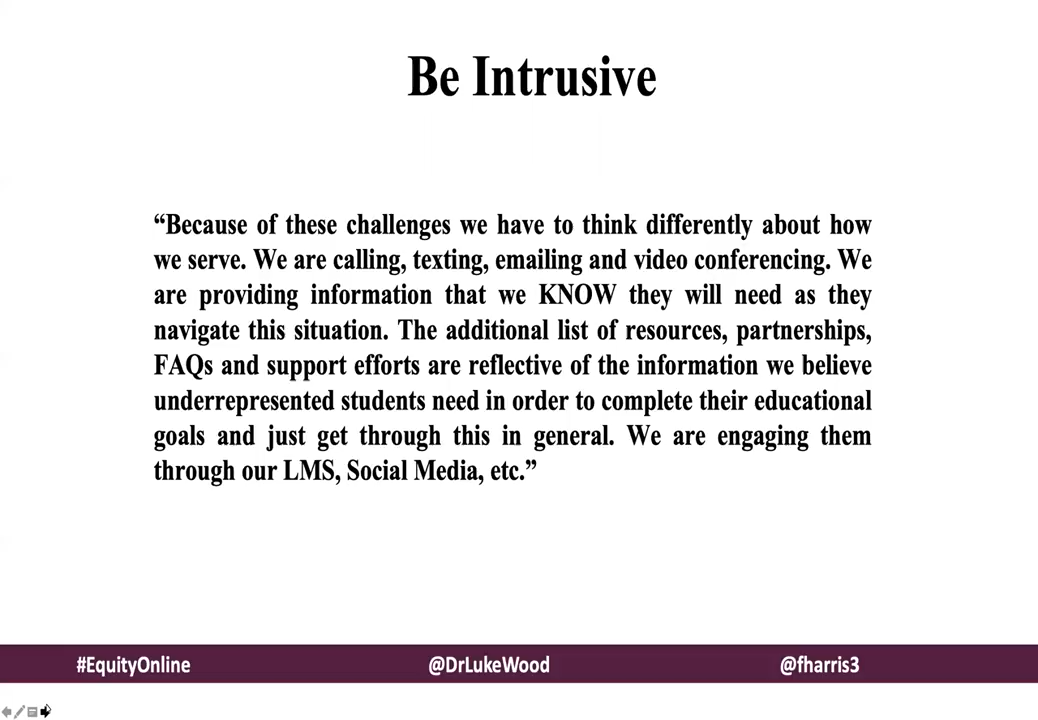 Be Intrusive
“Because of these challenges we have to think differently about how
we serve. We are calling, texting, emailing and video conferencing. We
are providing information that we KNOW they will need as they
navigate this situation. The additional list of resources, partnerships,
FAQs and support efforts are reflective of the information we believe
underrepresented students need in order to complete their educational
goals and just get through this in general. We are engaging them
through our LMS, Social Media, etc.”
#EquityOnline
@DrLukeWood
@fharris3